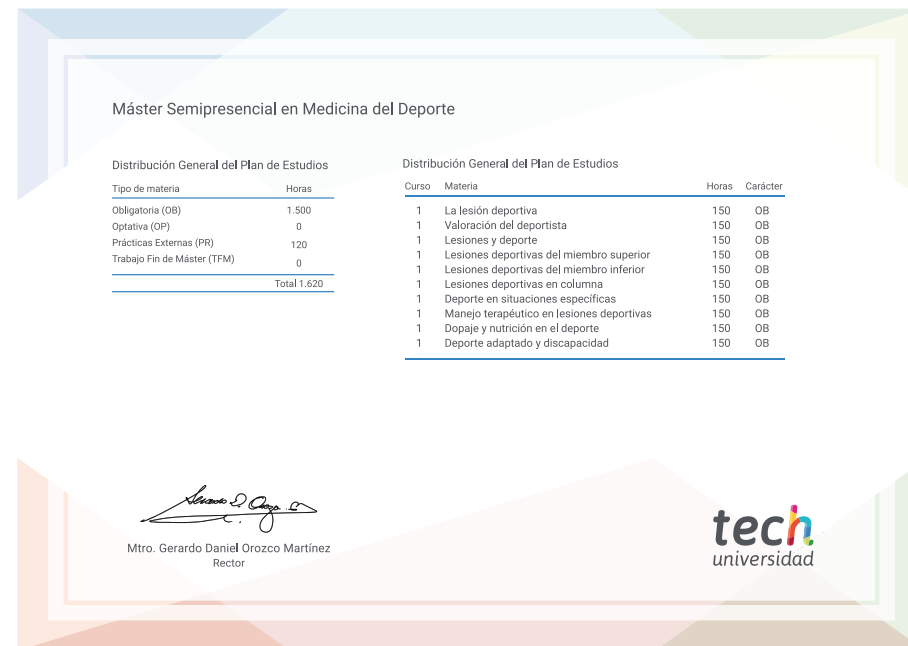 Máster Semipresencial en Medicina del Deporte
Distribución General del Plan de Estudios
Tipo de materia Horas
Obligatoria (OB) 1.500
Optativa (OP) 0
Prácticas Externas (PR) 120
Trabajo Fin de Máster (TFM) 0
Total 1.620
Distribución General del Plan de Estudios
Curso Materia Horas Carácter
1 La lesión deportiva 150 OB
1 Valoración del deportista 150 OB
1 Lesiones y deporte 150 OB
1 Lesiones deportivas del miembro superior 150 OB
1 Lesiones deportivas del miembro inferior 150 OB
1 Lesiones deportivas en columna 150 OB
1 Deporte en situaciones específicas 150 OB
1 Manejo terapéutico en lesiones deportivas 150 OB
1 Dopaje y nutrición en el deporte 150 OB
1 Deporte adaptado y discapacidad 150 OB
Mtro. Gerardo Daniel Orozco Martínez
Rector
tech
universidad